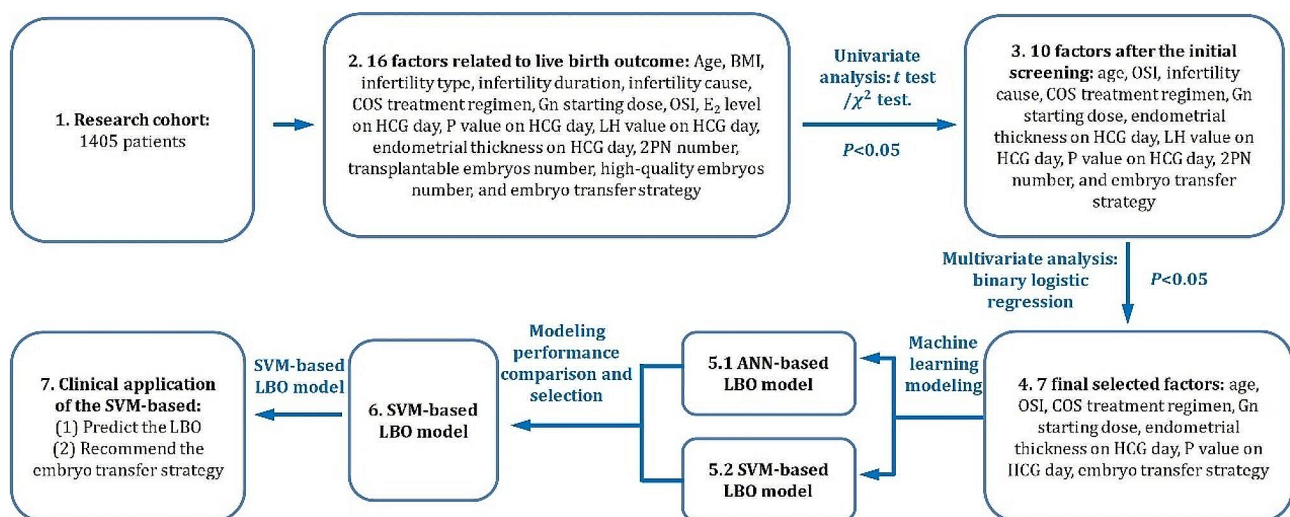 1. Research cohort:
1405 patients
2. 16 factors related to live birth outcome: Age, BMI,
infertility type, infertility duration, infertility cause,
COS treatment regimen, Gn starting dose, OSI, E₂ level
on HCG day, P value on HCG day, LH value on HCG day,
endometrial thickness on HCG day, 2PN number,
transplantable embryos number, high-quality embryos
number, and embryo transfer strategy
Univariate
analysis: t test
/χ² test.
P<0.05
3. 10 factors after the initial
screening: age, OSI, infertility
cause, COS treatment regimen, Gn
starting dose, endometrial
thickness on HCG day, LH value on
HCG day, P value on HCG day, 2PN
number, and embryo transfer
strategy
Multivariate analysis:
binary logistic
regression
P<0.05
4. 7 final selected factors: age,
OSI, COS treatment regimen, Gn
starting dose, endometrial
thickness on HCG day, P value on
HCG day, embryo transfer strategy
Machine
learning
modeling
5.1 ANN-based
LBO model
5.2 SVM-based
LBO model
Modeling
performance
comparison and
selection
6. SVM-based
LBO model
SVM-based
LBO model
7. Clinical application
of the SVM-based:
(1) Predict the LBO
(2) Recommend the
embryo transfer strategy